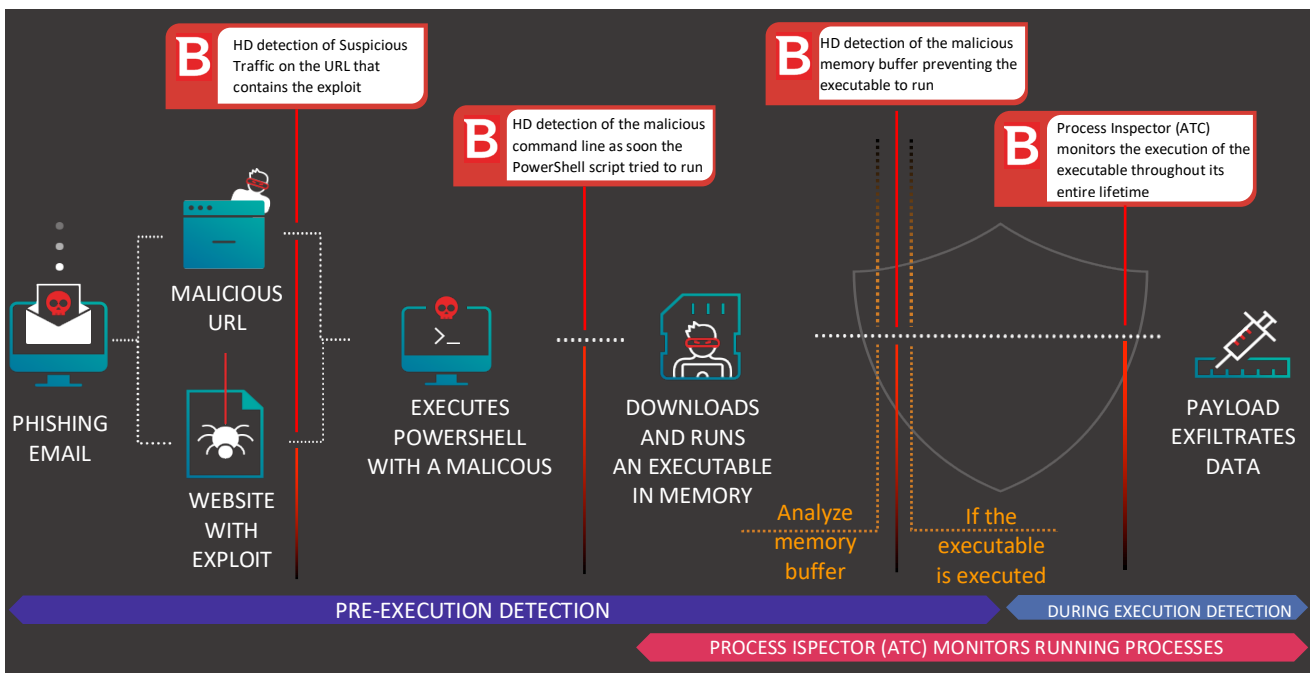 B
HD detection of Suspicious
Traffic on the URL that
contains the exploit
B
HD detection of the malicious
command line as soon the
PowerShell script tried to run
B
HD detection of the malicious
memory buffer preventing the
executable to run
B
Process Inspector (ATC)
monitors the execution of the
executable throughout its
entire lifetime
PHISHING
EMAIL
MALICIOUS
URL
WEBSITE
WITH
EXPLOIT
>_
EXECUTES
POWERSHELL
WITH A MALICOUS
DOWNLOADS
AND RUNS
AN EXECUTABLE
IN MEMORY
Analyze
memory
buffer
If the
executable
is executed
PAYLOAD
EXFILTRATES
DATA
PRE-EXECUTION DETECTION
DURING EXECUTION DETECTION
PROCESS ISPECTOR (ATC) MONITORS RUNNING PROCESSES